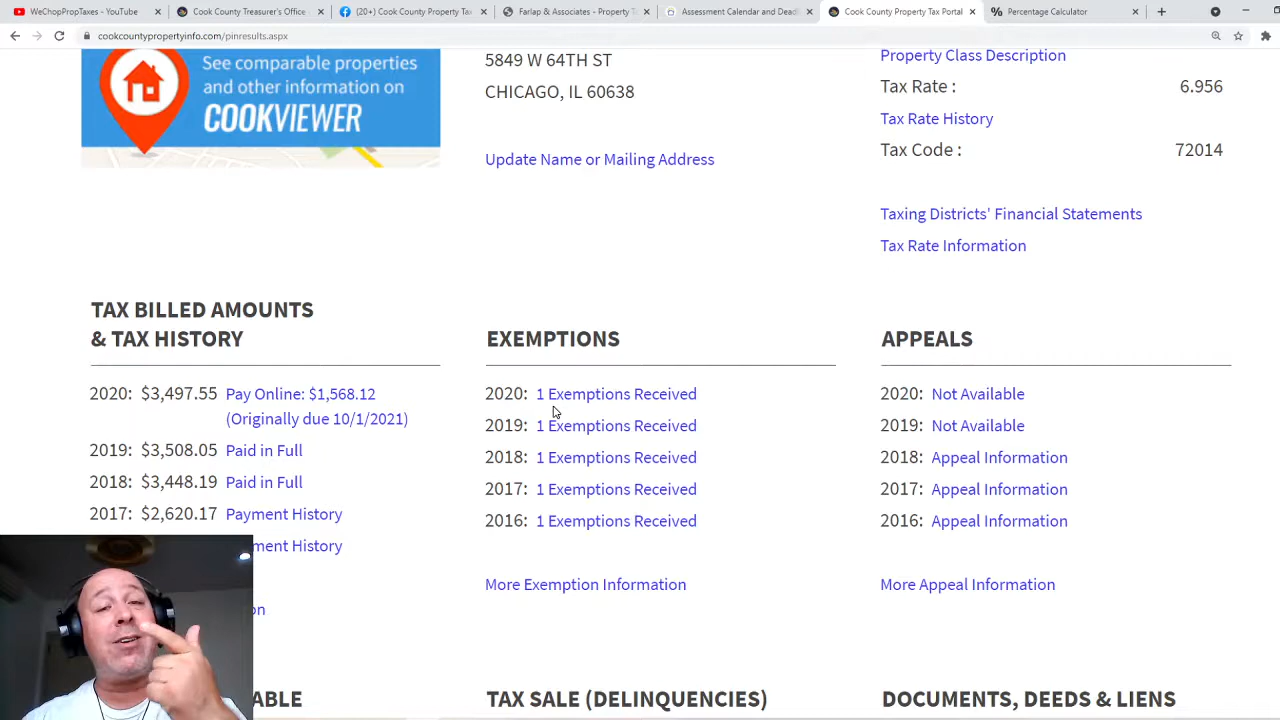 WeChopPropTaxes - YouTube
Cook County Treasurer's Office -
(20+) Cook County Property Tax
Farlap & Associates - Property T
Assessment Calendar and Deadl
Cook County Property Tax Portal
Percentage Calculator
cookcountypropertyinfo.com/pinresults.aspx
See comparable properties
and other information on
COOKVIEWER
5849 W 64TH ST
CHICAGO, IL 60638
Update Name or Mailing Address
Property Class Description
Tax Rate : 6.956
Tax Rate History
Tax Code : 72014
Taxing Districts' Financial Statements
Tax Rate Information
TAX BILLED AMOUNTS
& TAX HISTORY
2020: $3,497.55 Pay Online: $1,568.12
(Originally due 10/1/2021)
2019: $3,508.05 Paid in Full
2018: $3,448.19 Paid in Full
2017: $2,620.17 Payment History
ment History
on
EXEMPTIONS
2020: 1 Exemptions Received
2019: 1 Exemptions Received
2018: 1 Exemptions Received
2017: 1 Exemptions Received
2016: 1 Exemptions Received
More Exemption Information
APPEALS
2020: Not Available
2019: Not Available
2018: Appeal Information
2017: Appeal Information
2016: Appeal Information
More Appeal Information
ABLE
TAX SALE (DELINQUENCIES)
DOCUMENTS, DEEDS & LIENS